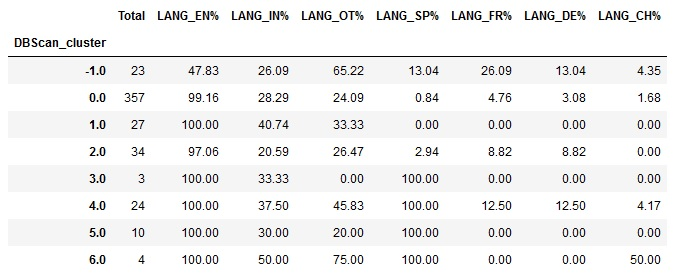 Total LANG_EN% LANG_IN% LANG_OT% LANG_SP% LANG_FR% LANG_DE% LANG_CH%
DBScan_cluster
-1.0 23 47.83 26.09 65.22 13.04 26.09 13.04 4.35
0.0 357 99.16 28.29 24.09 0.84 4.76 3.08 1.68
1.0 27 100.00 40.74 33.33 0.00 0.00 0.00 0.00
2.0 34 97.06 20.59 26.47 2.94 8.82 8.82 0.00
3.0 3 100.00 33.33 0.00 100.00 0.00 0.00 0.00
4.0 24 100.00 37.50 45.83 100.00 12.50 12.50 4.17
5.0 10 100.00 30.00 20.00 100.00 0.00 0.00 0.00
6.0 4 100.00 50.00 75.00 100.00 0.00 0.00 50.00